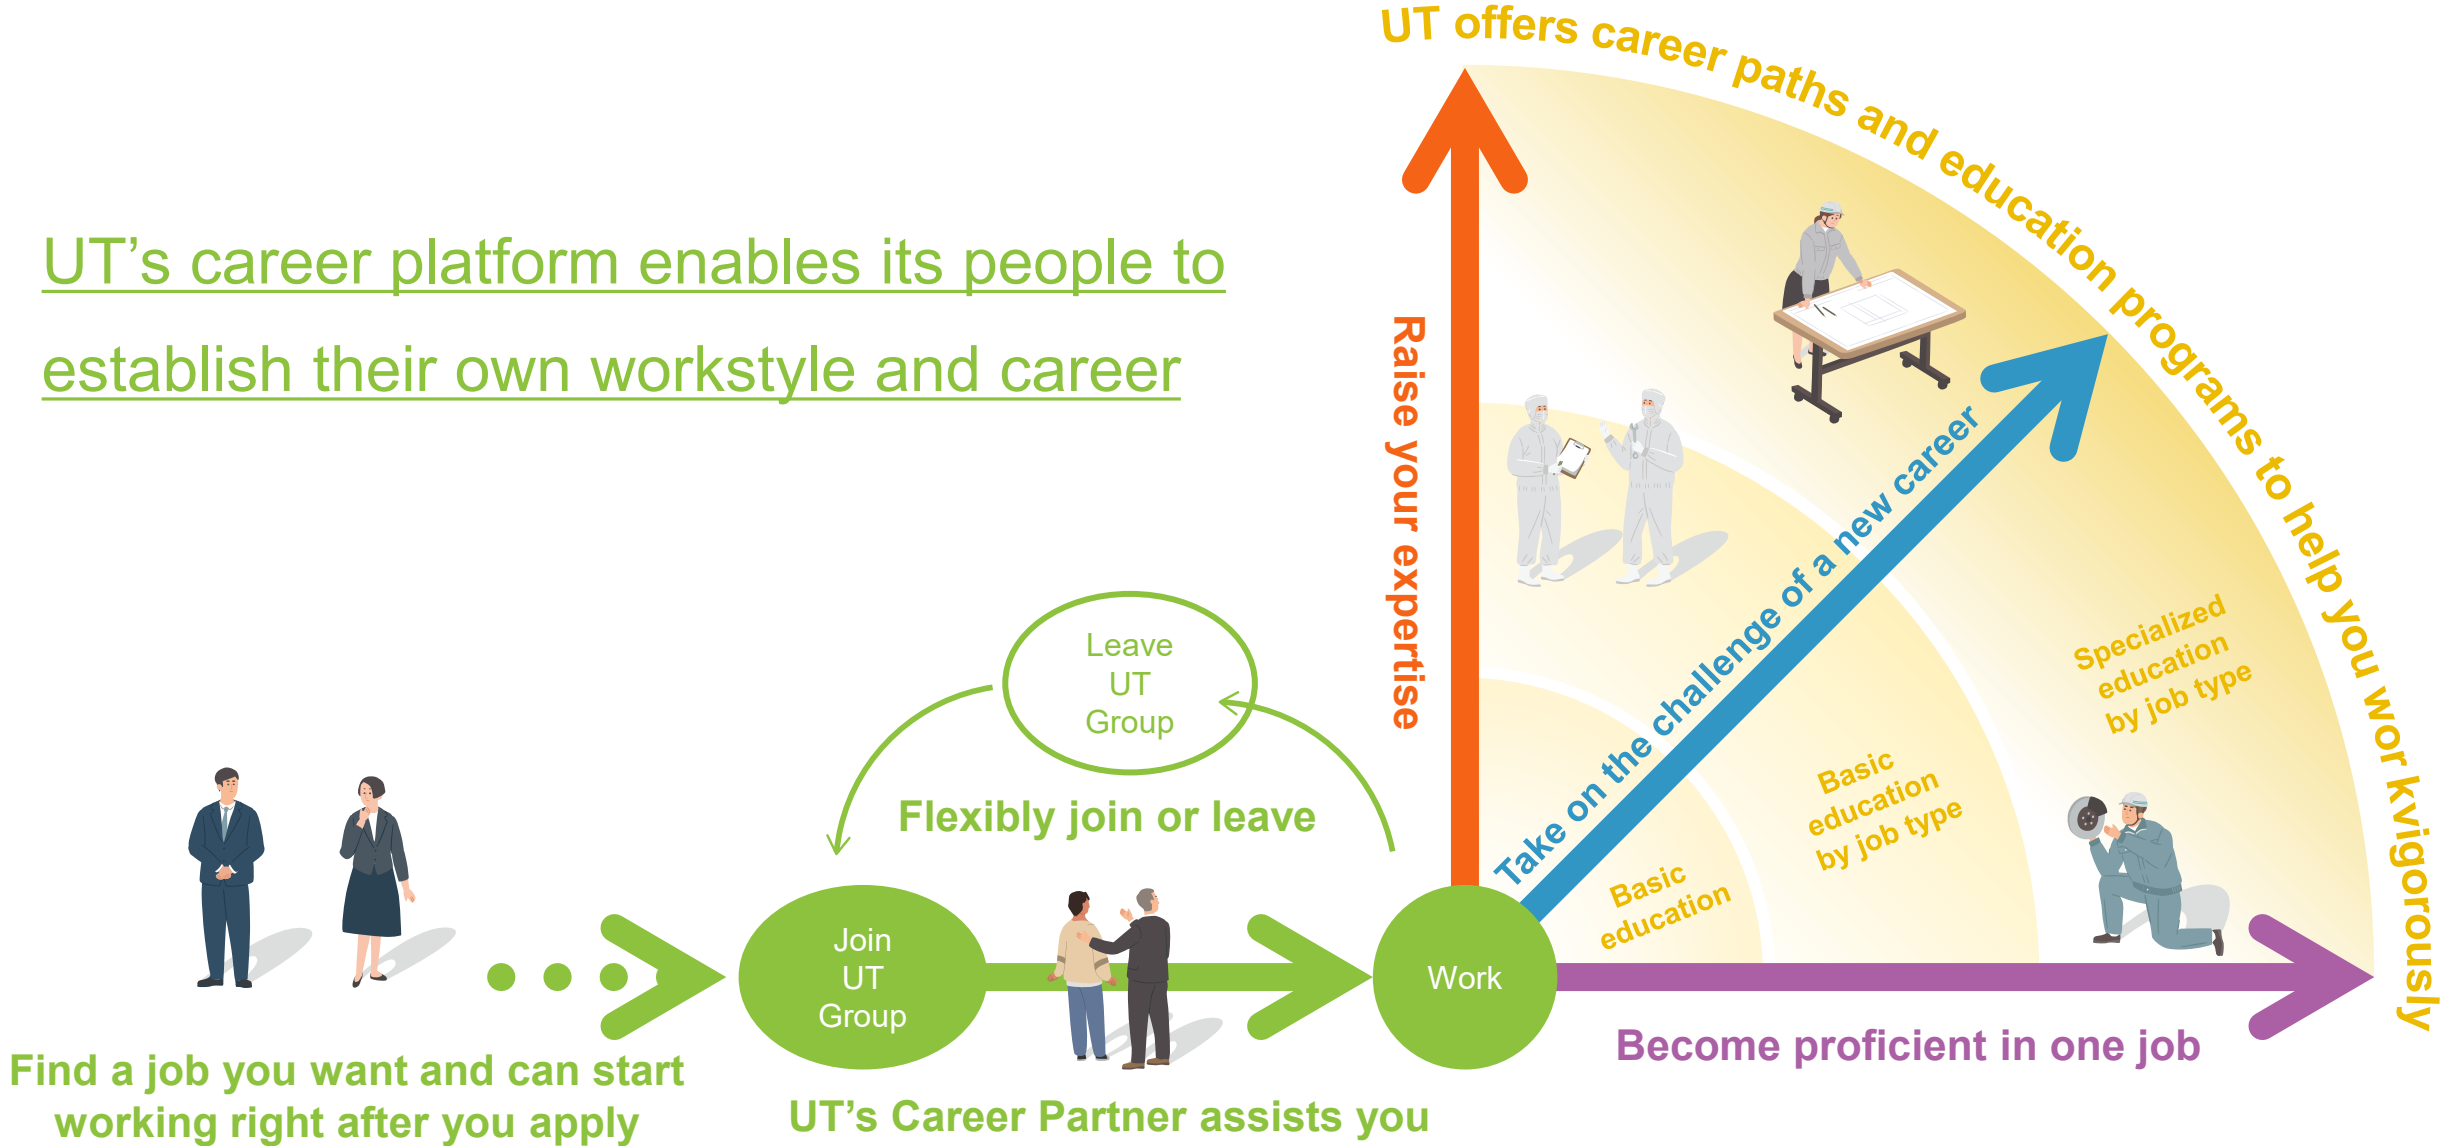 UT offers career paths and education programs to help you wor kvigorously
UT’s career platform enables its people to
establish their own workstyle and career
Raise your expertise
Take on the challenge of a new career
Specialized
education
by job type
Basic
education
by job type
Basic
education
Leave
UT
Group
Flexibly join or leave
Join
UT
Group
Work
Become proficient in one job
Find a job you want and can start
working right after you apply
UT’s Career Partner assists you